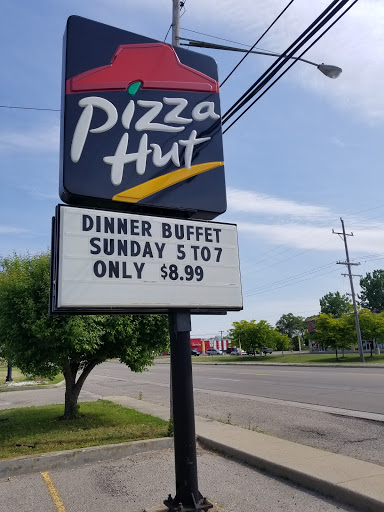 Pizza
Hut
DINNER BUFFET
SUNDAY 5 TO 7
ONLY $8.99